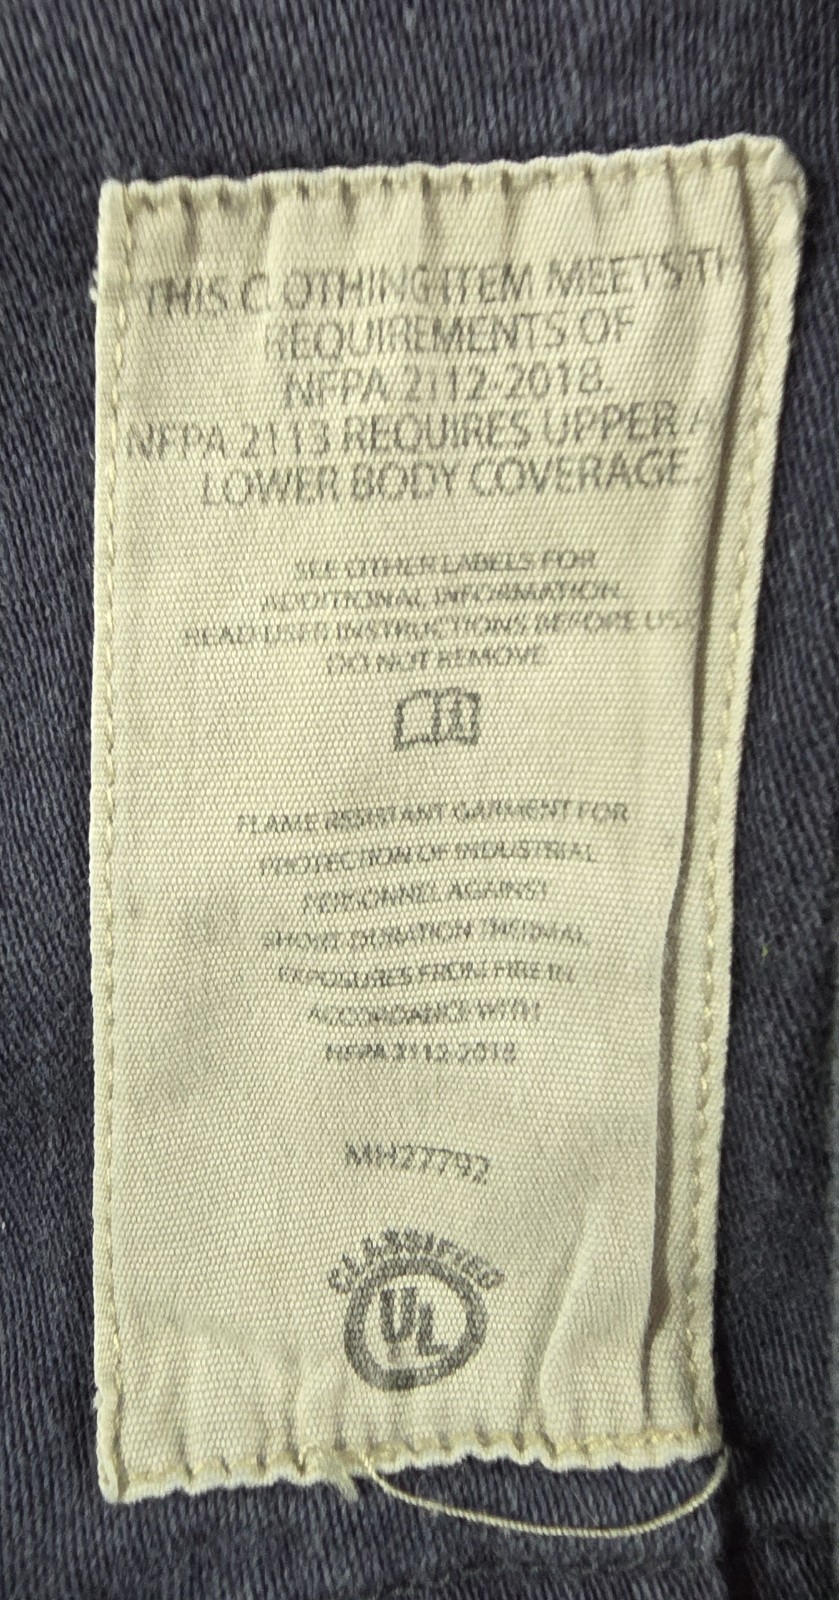 THIS CLOTHING ITEM MEETS TH
REQUIREMENTS OF
NFPA 2112-2018.
NFPA 2113 REQUIRES UPPER A
LOWER BODY COVERAGE.
SEE OTHER LABELS FOR
ADDITIONAL INFORMATION.
READ USER INSTRUCTIONS BEFORE USE
DO NOT REMOVE.
FLAME RESISTANT GARMENT FOR
PROTECTION OF INDUSTRIAL
PERSONNEL AGAINST
SHORT DURATION THERMAL
EXPOSURES FROM FIRE IN
ACCORDANCE WITH
NFPA 2112-2018
MH27792
CLASSIFIED
UL